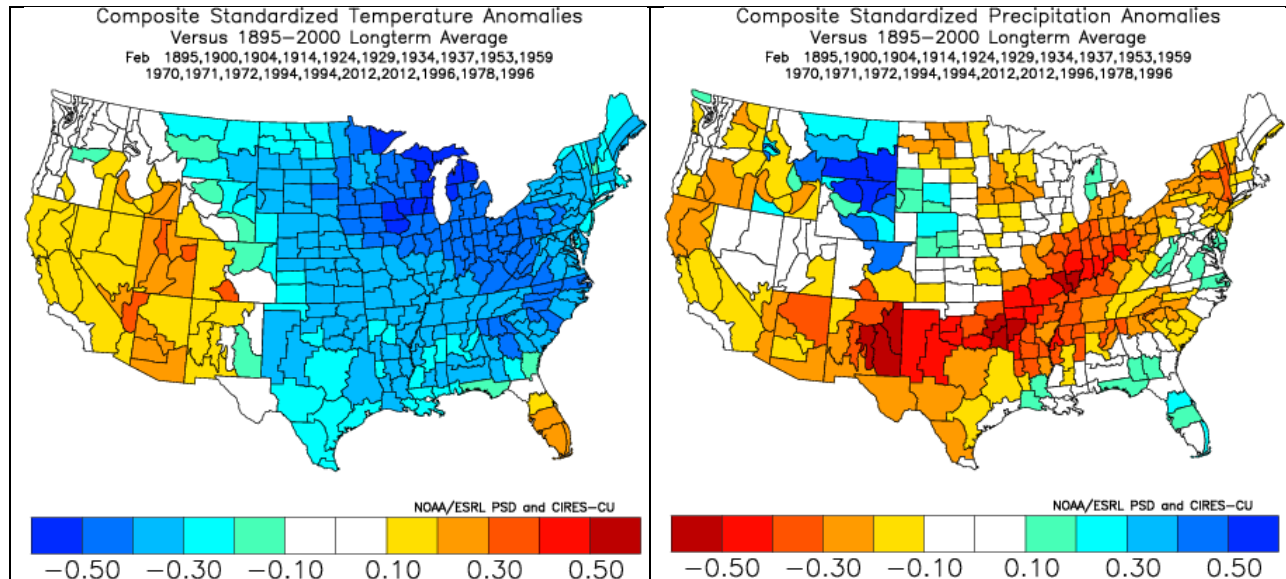 Composite Standardized Temperature Anomalies
Versus 1895−2000 Longterm Average
Feb 1895,1900,1904,1914,1924,1929,1934,1937,1953,1959
1970,1971,1972,1994,1994,2012,2012,1996,1978,1996
NOAA/ESRL PSD and CIRES−CU
−0.50 −0.30 −0.10 0.10 0.30 0.50
Composite Standardized Precipitation Anomalies
Versus 1895−2000 Longterm Average
Feb 1895,1900,1904,1914,1924,1929,1934,1937,1953,1959
1970,1971,1972,1994,1994,2012,2012,1996,1978,1996
NOAA/ESRL PSD and CIRES−CU
−0.50 −0.30 −0.10 0.10 0.30 0.50